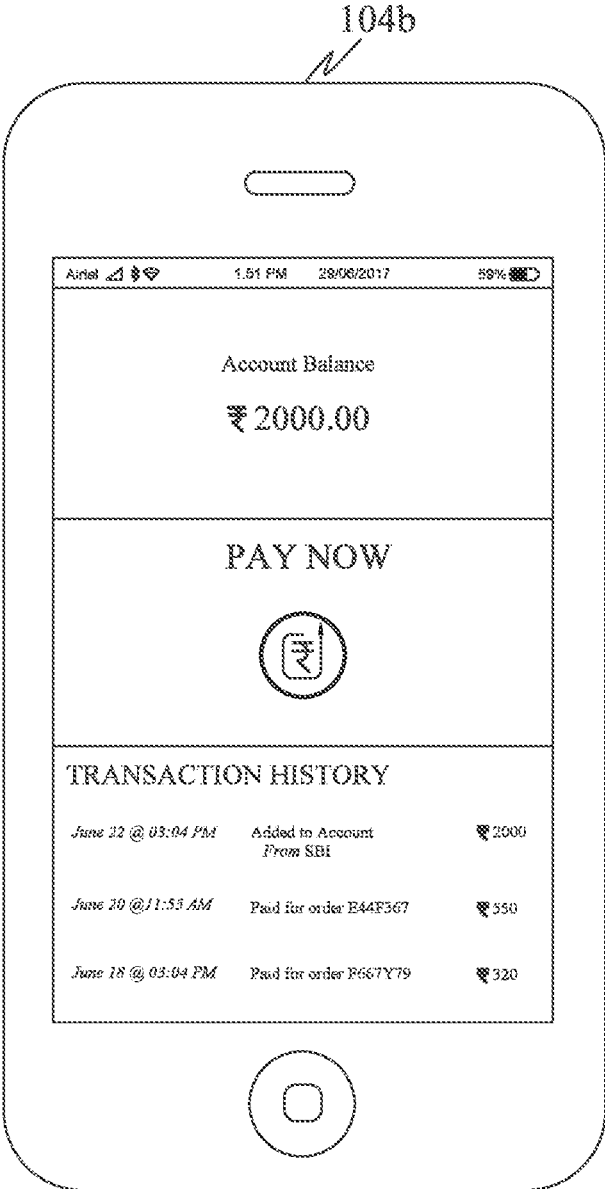 104b
Airtel 1.51 PM 29/06/2017 59%
Account Balance
₹ 2000.00
PAY NOW
₹
TRANSACTION HISTORY
June 22 @ 03:04 PM Added to Account ₹ 2000
From SBI
June 20 @11:53 AM Paid for order E44F367 ₹ 550
June 18 @ 03:04 PM Paid for order F667Y79 ₹ 320